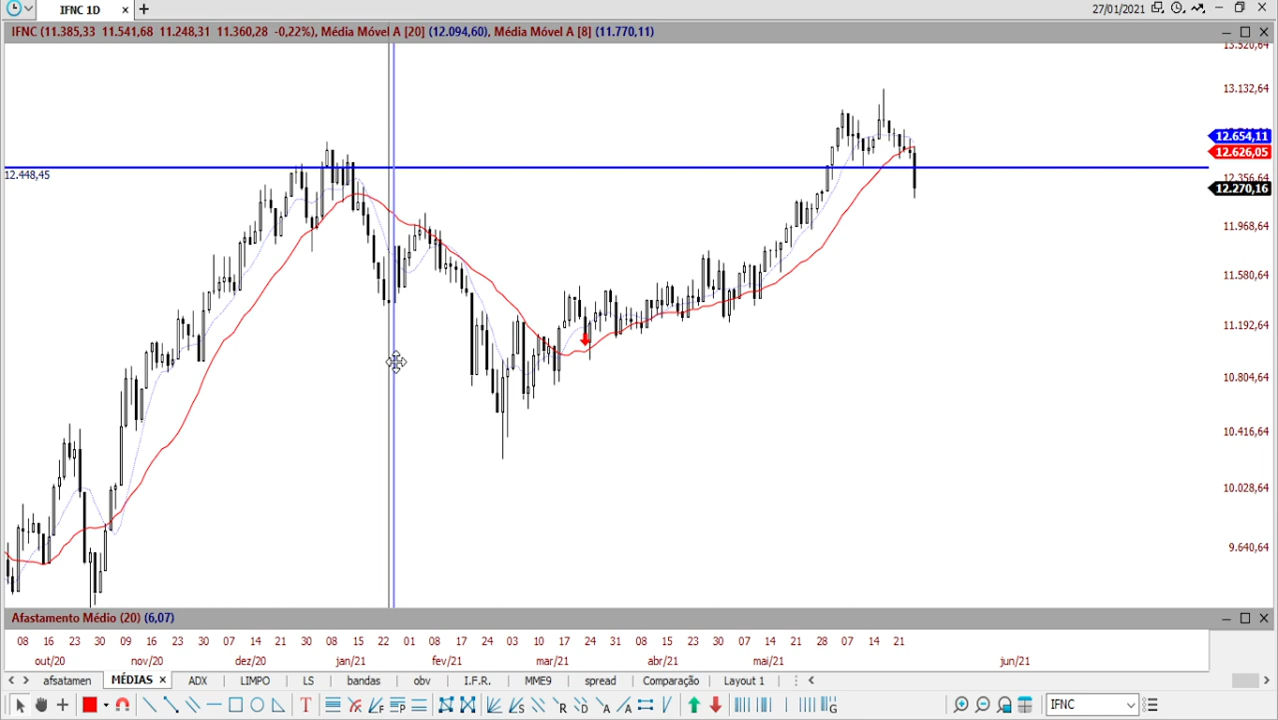 IFNC 1D × +
27/01/2021
IFNC (11.385,33 11.541,68 11.248,31 11.360,28 -0,22%), Média Móvel A [20] (12.094,60), Média Móvel A [8] (11.770,11)
13.520,64
13.132,64
12.654,11
12.626,05
12.448,45
12.356,64
12.270,16
11.968,64
11.580,64
11.192,64
10.804,64
10.416,64
10.028,64
9.640,64
Afastamento Médio (20) (6,07)
08 16 23 30 09 16 23 30 07 14 21 30 08 15 22 01 08 17 24 03 10 17 24 31 08 15 23 30 07 14 21 28 07 14 21
out/20 nov/20 dez/20 jan/21 fev/21 mar/21 abr/21 mai/21 jun/21
afsatamen MÉDIAS × ADX LIMPO LS bandas obv I.F.R. MME9 spread Comparação Layout 1
IFNC